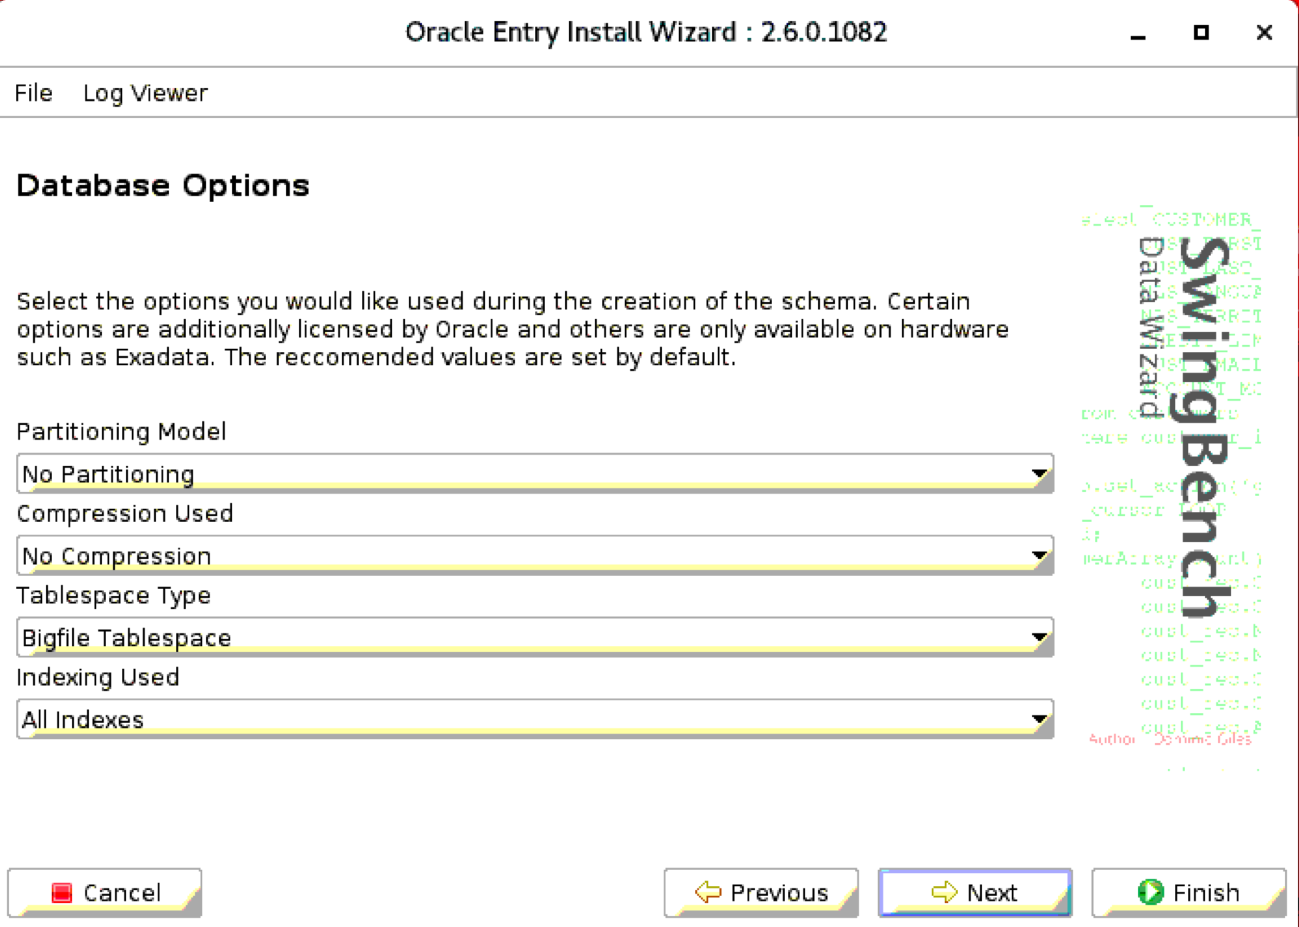 Oracle Entry Install Wizard : 2.6.0.1082
File Log Viewer
Database Options
Select the options you would like used during the creation of the schema. Certain
options are additionally licensed by Oracle and others are only available on hardware
such as Exadata. The reccomended values are set by default.
Partitioning Model
No Partitioning
Compression Used
No Compression
Tablespace Type
Bigfile Tablespace
Indexing Used
All Indexes
SwingBench
Data Wizard
CUSTOMER_
Author Dominic Giles
Cancel
Previous
Next
Finish